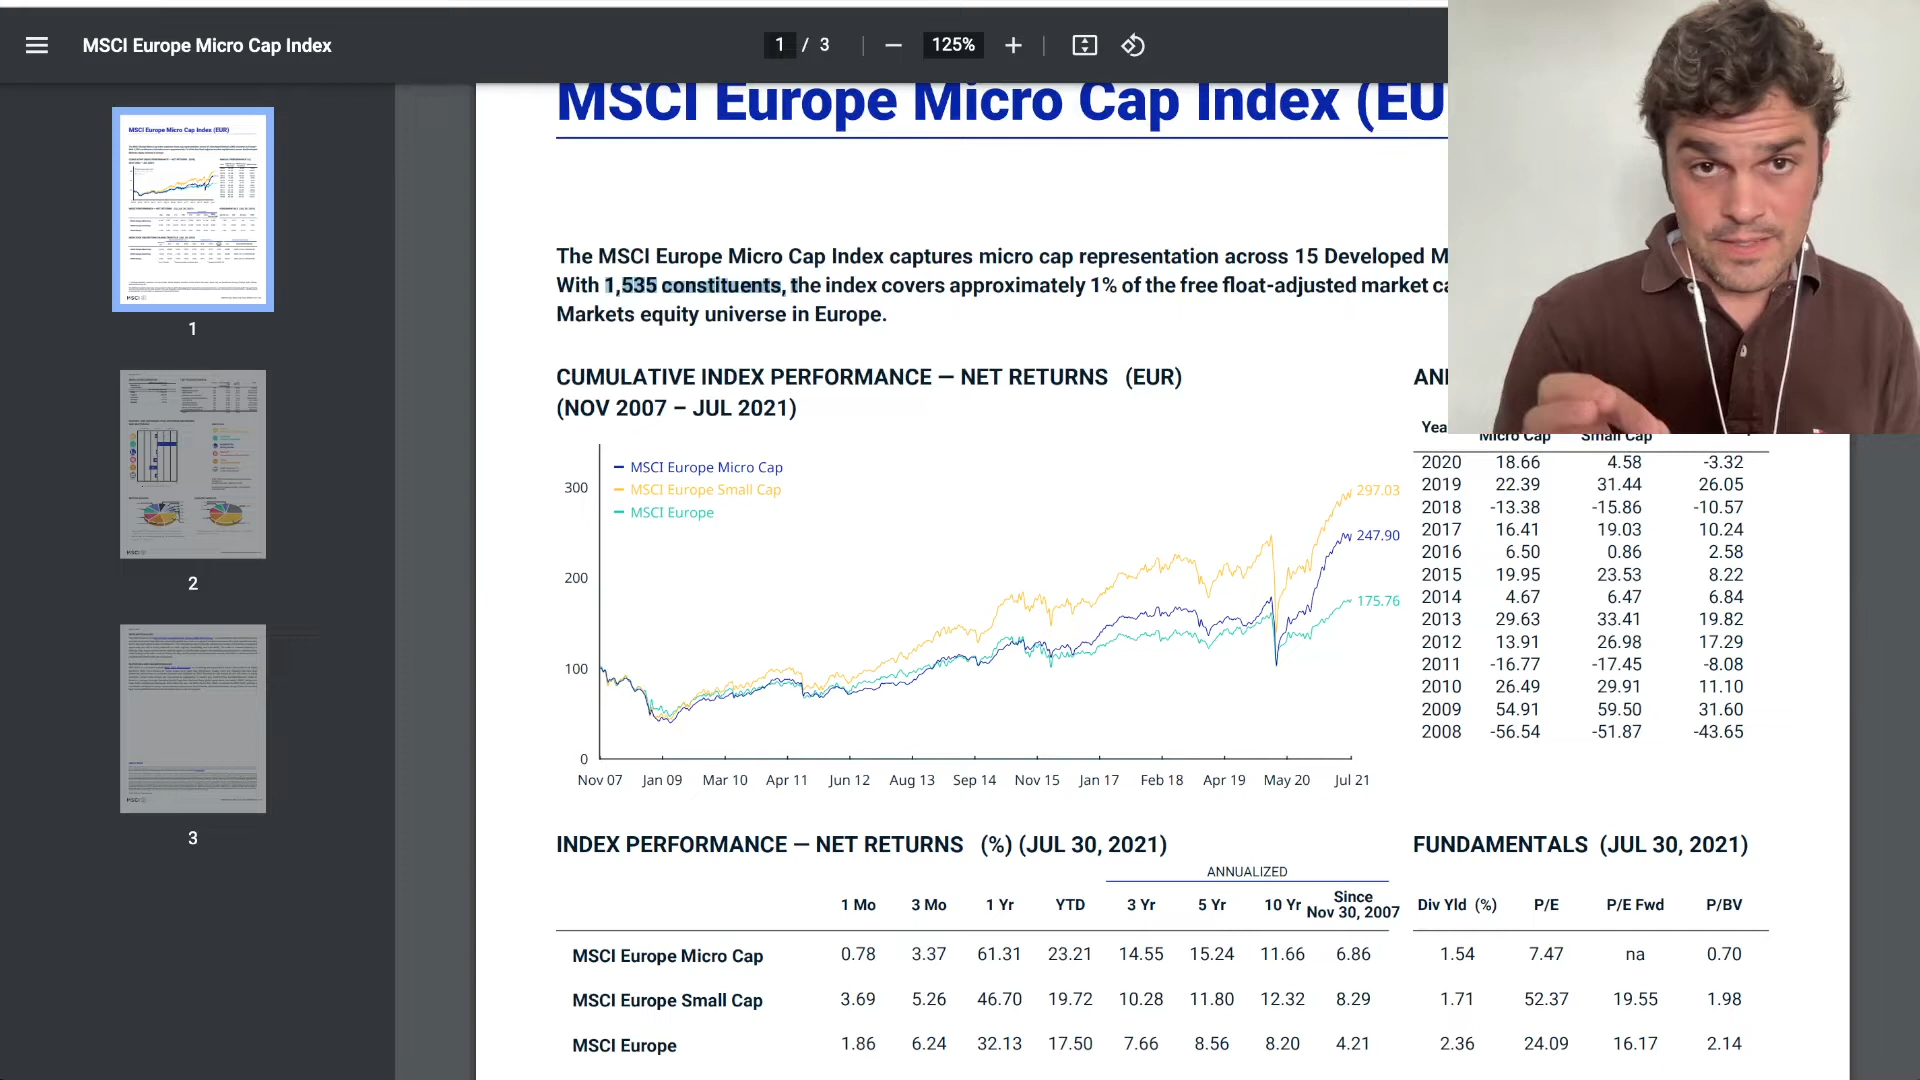 MSCI Europe Micro Cap Index
1 / 3
125%
MSCI Europe Micro Cap Index (EUR)
1
2
3
MSCI Europe Micro Cap Index (EU
The MSCI Europe Micro Cap Index captures micro cap representation across 15 Developed M
With 1,535 constituents, the index covers approximately 1% of the free float-adjusted market ca
Markets equity universe in Europe.
CUMULATIVE INDEX PERFORMANCE — NET RETURNS (EUR)
(NOV 2007 – JUL 2021)
MSCI Europe Micro Cap
MSCI Europe Small Cap
MSCI Europe
300
200
100
0
297.03
247.90
175.76
Nov 07 Jan 09 Mar 10 Apr 11 Jun 12 Aug 13 Sep 14 Nov 15 Jan 17 Feb 18 Apr 19 May 20 Jul 21
ANN
Yea Micro Cap Small Cap
2020 18.66 4.58 -3.32
2019 22.39 31.44 26.05
2018 -13.38 -15.86 -10.57
2017 16.41 19.03 10.24
2016 6.50 0.86 2.58
2015 19.95 23.53 8.22
2014 4.67 6.47 6.84
2013 29.63 33.41 19.82
2012 13.91 26.98 17.29
2011 -16.77 -17.45 -8.08
2010 26.49 29.91 11.10
2009 54.91 59.50 31.60
2008 -56.54 -51.87 -43.65
INDEX PERFORMANCE — NET RETURNS (%) (JUL 30, 2021)
ANNUALIZED
1 Mo 3 Mo 1 Yr YTD 3 Yr 5 Yr 10 Yr Since Nov 30, 2007
MSCI Europe Micro Cap 0.78 3.37 61.31 23.21 14.55 15.24 11.66 6.86
MSCI Europe Small Cap 3.69 5.26 46.70 19.72 10.28 11.80 12.32 8.29
MSCI Europe 1.86 6.24 32.13 17.50 7.66 8.56 8.20 4.21
FUNDAMENTALS (JUL 30, 2021)
Div Yld (%) P/E P/E Fwd P/BV
1.54 7.47 na 0.70
1.71 52.37 19.55 1.98
2.36 24.09 16.17 2.14